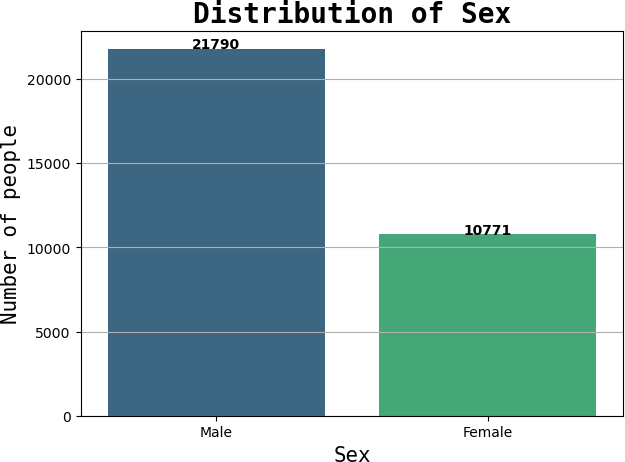 Distribution of Sex
21790
20000
15000
10771
10000
5000
0
Number of people
Male Female
Sex